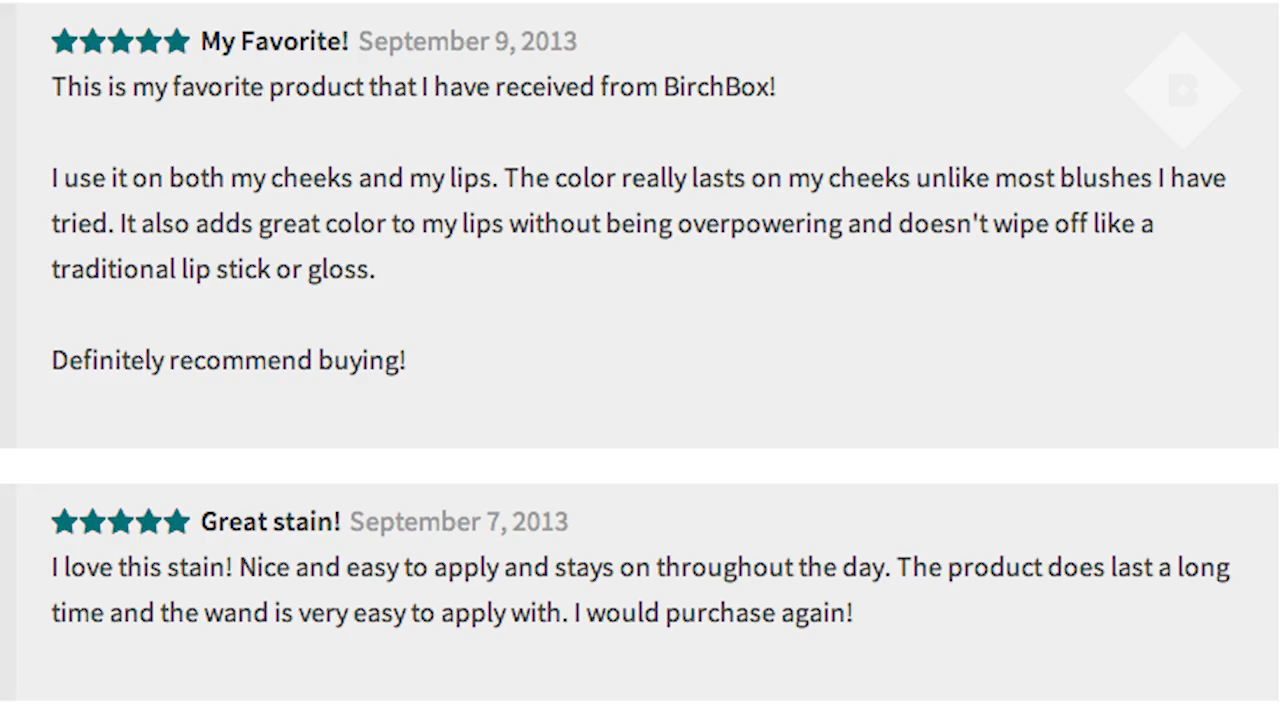 My Favorite! September 9, 2013
This is my favorite product that I have received from BirchBox!
I use it on both my cheeks and my lips. The color really lasts on my cheeks unlike most blushes I have
tried. It also adds great color to my lips without being overpowering and doesn't wipe off like a
traditional lip stick or gloss.
Definitely recommend buying!
B
Great stain! September 7, 2013
I love this stain! Nice and easy to apply and stays on throughout the day. The product does last a long
time and the wand is very easy to apply with. I would purchase again!